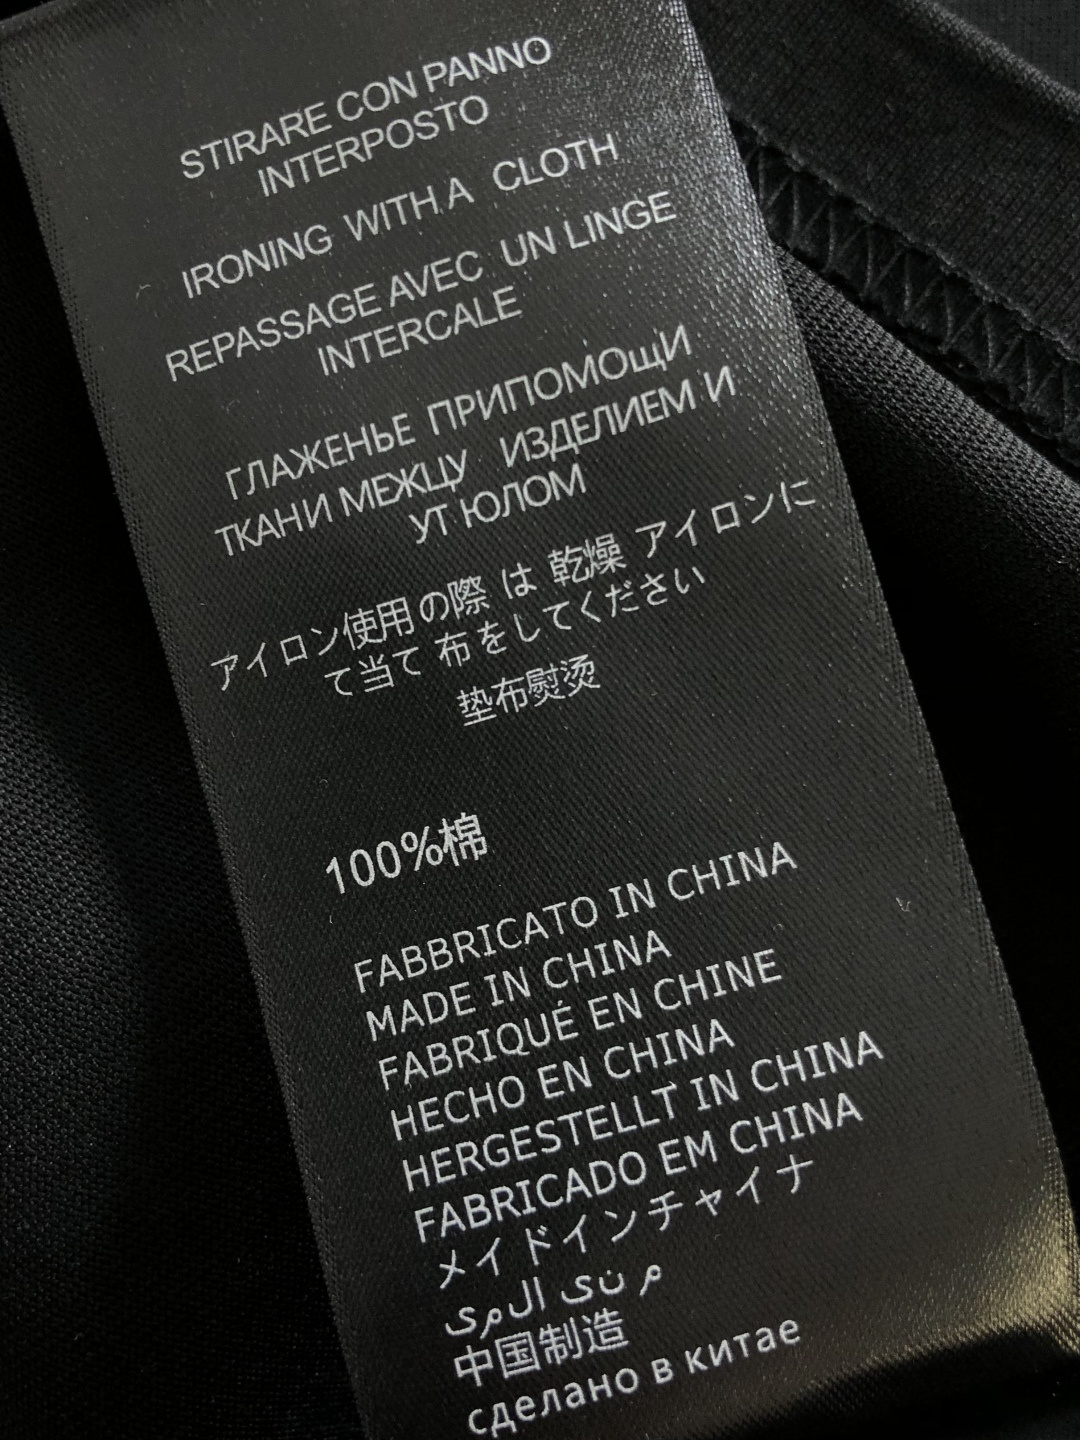 STIRARE CON PANNO
INTERPOSTO
IRONING WITH A CLOTH
REPASSAGE AVEC UN LINGE
INTERCALE
ГЛАЖЕНЬЕ ПРИПОМОщИ
ТКАНИ МЕЖЦУ ИЗДЕЛИЕМ И
УТ ЮЛОМ
アイロン使用の際 は 乾燥 アイロンに
て当て 布をしてください
垫布熨烫
100%棉
FABBRICATO IN CHINA
MADE IN CHINA
FABRIQUÉ EN CHINE
HECHO EN CHINA
HERGESTELLT IN CHINA
FABRICADO EM CHINA
メイドインチャイナ
م نى المى
中国制造
сделано в китае